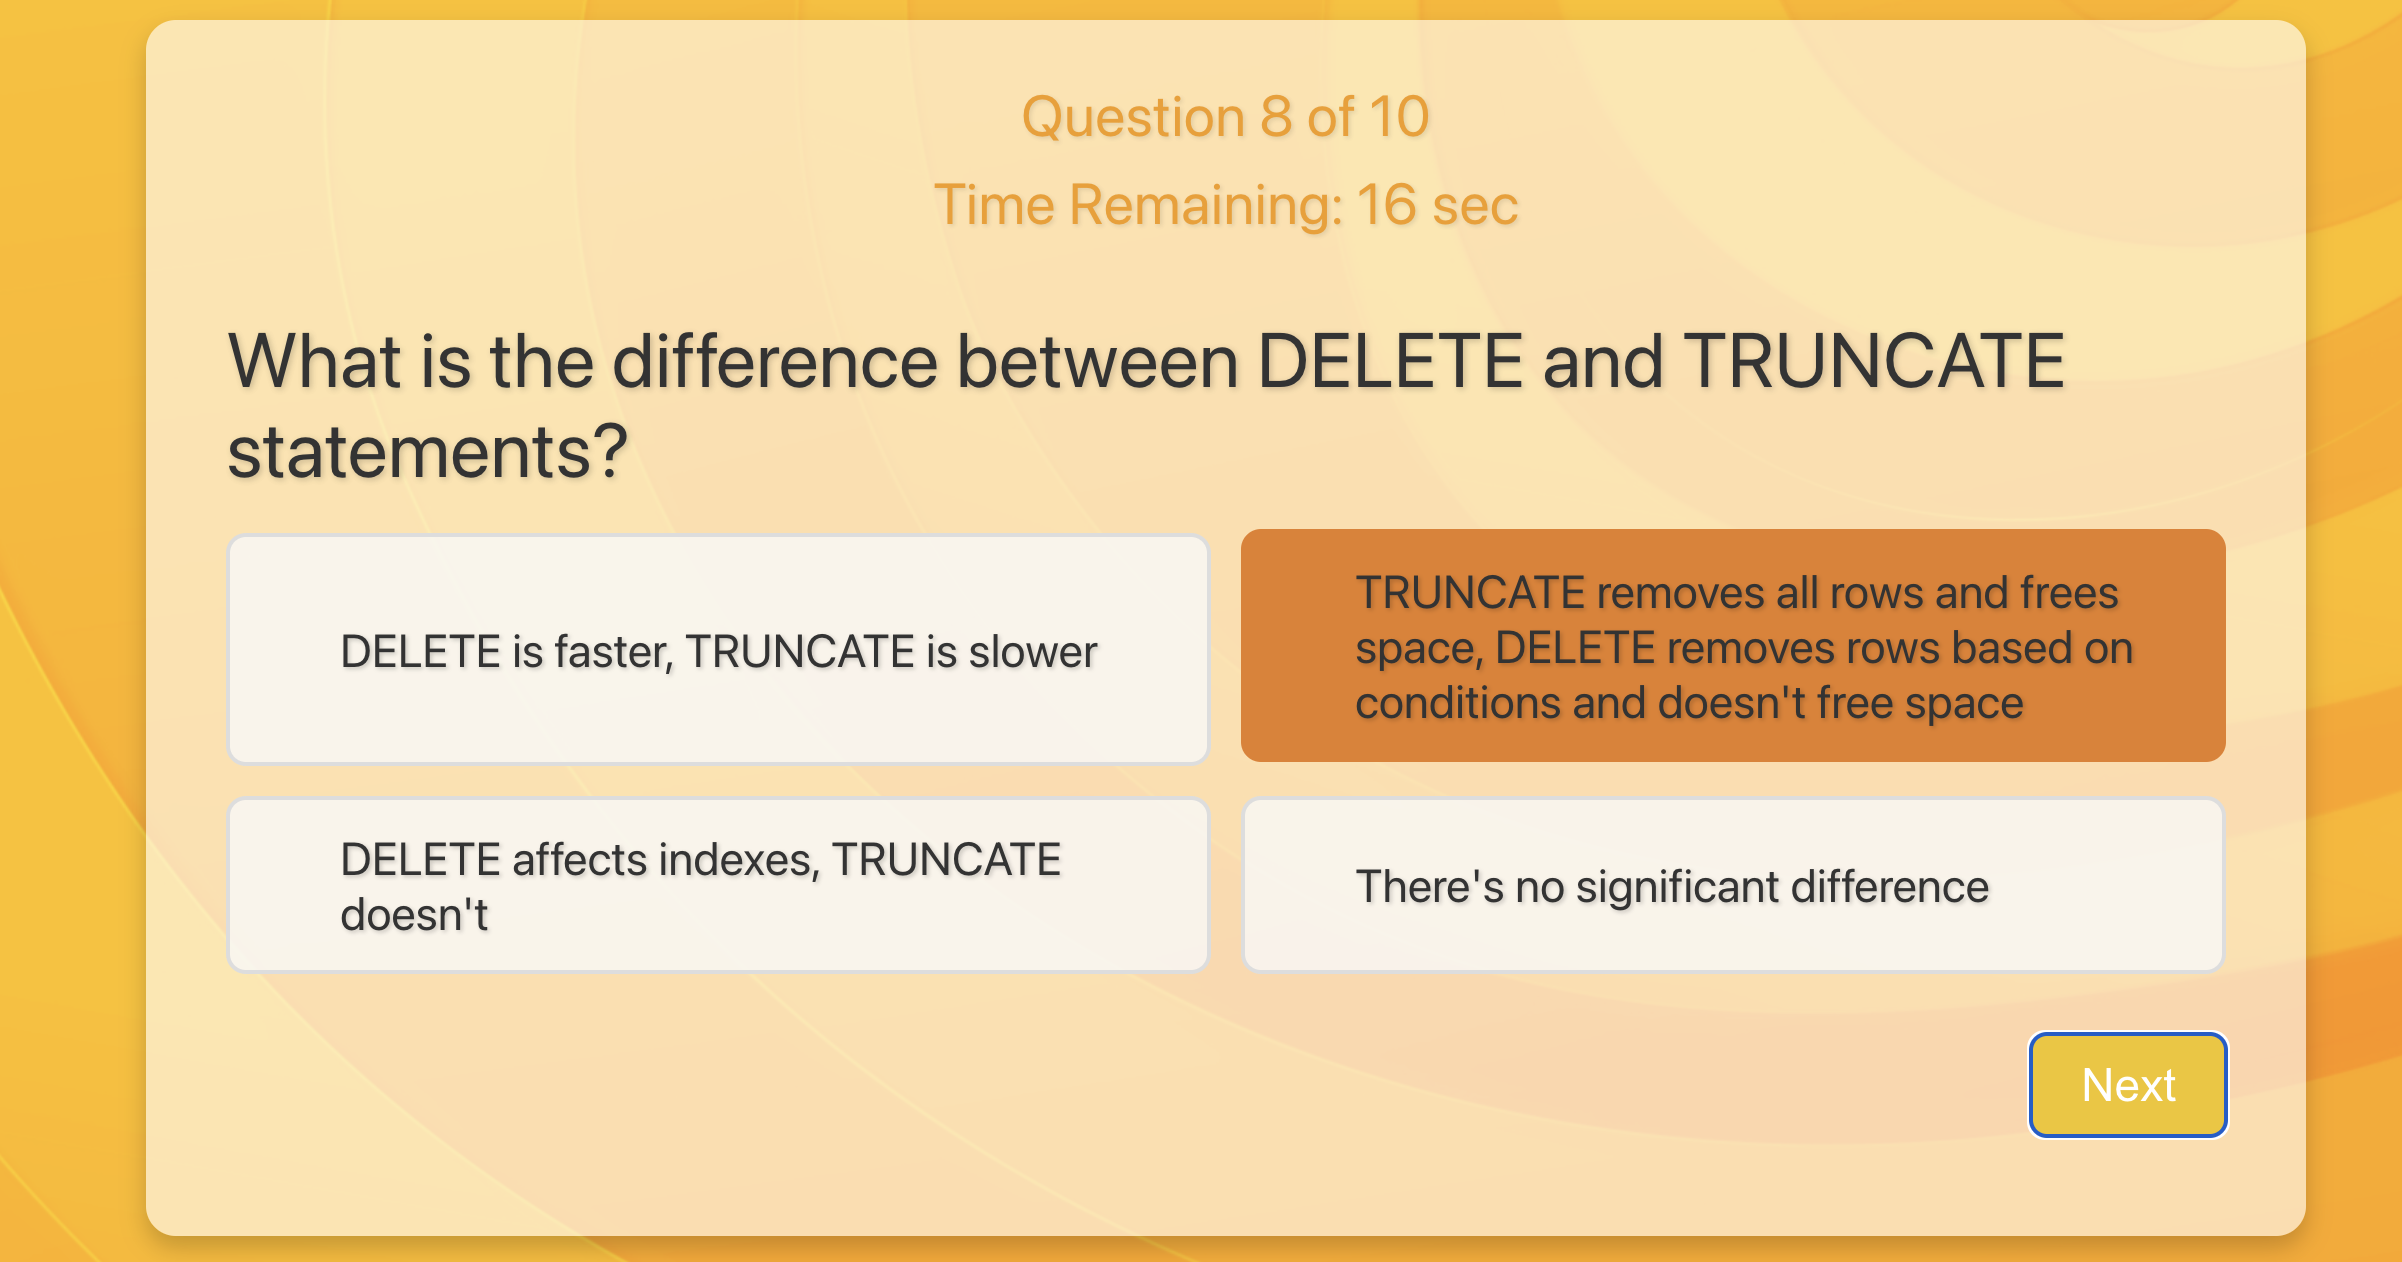 Question 8 of 10
Time Remaining: 16 sec
What is the difference between DELETE and TRUNCATE
statements?
DELETE is faster, TRUNCATE is slower
TRUNCATE removes all rows and frees
space, DELETE removes rows based on
conditions and doesn't free space
DELETE affects indexes, TRUNCATE
doesn't
There's no significant difference
Next